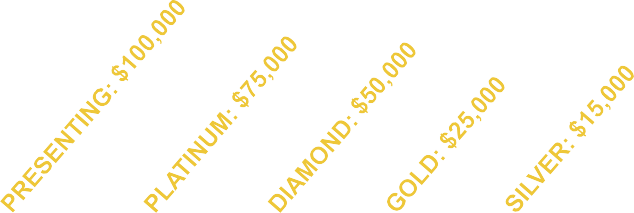 PRESENTING: $100,000
PLATINUM: $75,000
DIAMOND: $50,000
GOLD: $25,000
SILVER: $15,000